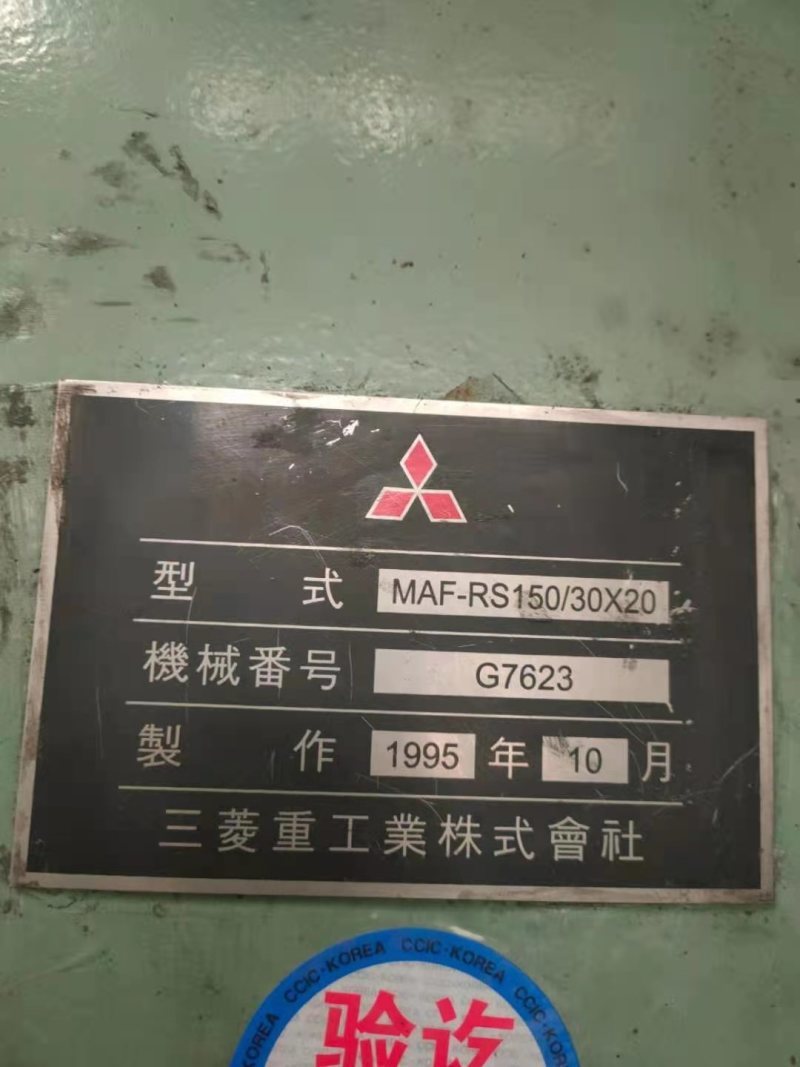 型式 MAF-RS150/30X20
機械番号 G7623
製作 1995 年 10 月
三菱重工業株式會社
CCIC-KOREA CCIC-KOREA
验讫